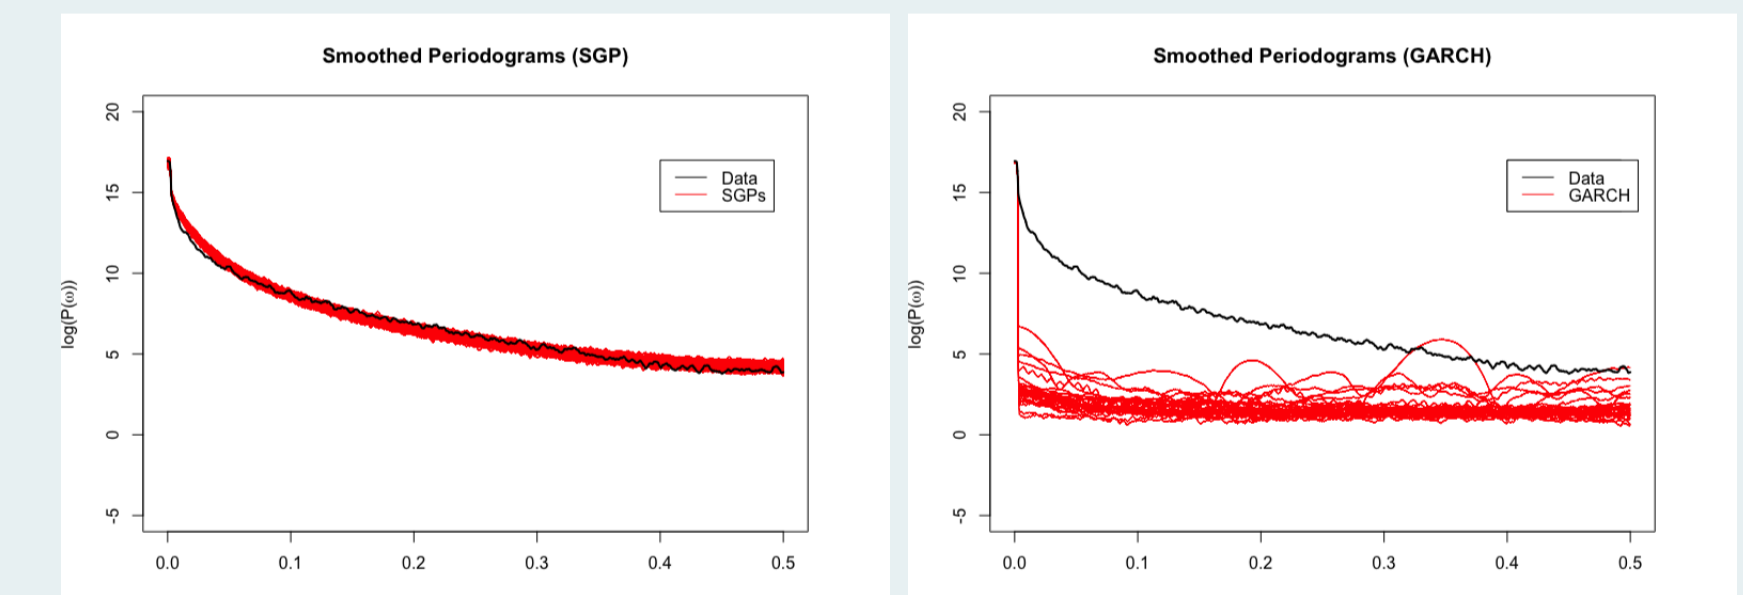 Smoothed Periodograms (SGP)
20
15
10
5
0
-5
log(P(ω))
Data
SGPs
0.0 0.1 0.2 0.3 0.4 0.5
Smoothed Periodograms (GARCH)
20
15
10
5
0
-5
log(P(ω))
Data
GARCH
0.0 0.1 0.2 0.3 0.4 0.5